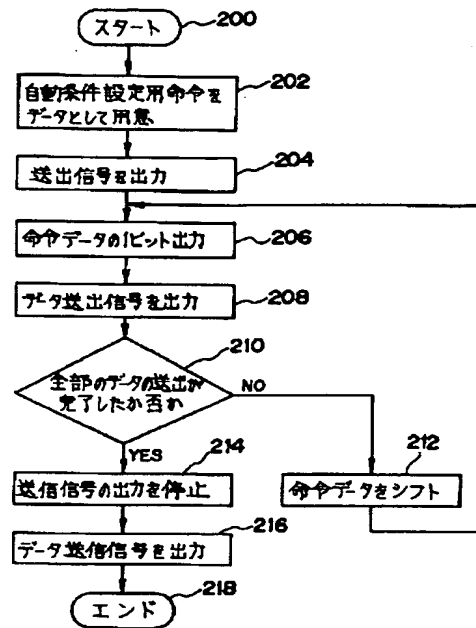 スタート
200
自動条件設定用命令を
データとして用意
202
送出信号を出力
204
命令データの1ビット出力
206
データ送出信号を出力
208
210
全部のデータの送出が
完了したか否か
NO
YES
214
212
送信信号の出力を停止
命令データをシフト
216
データ送信信号を出力
エンド
218